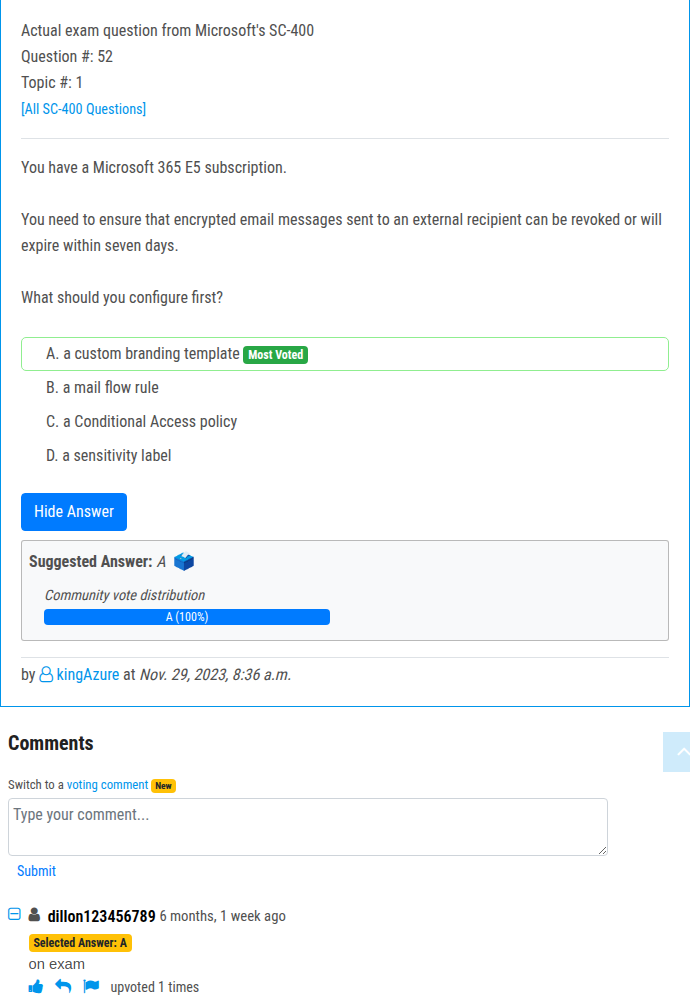 Actual exam question from Microsoft's SC-400
Question #: 52
Topic #: 1
[All SC-400 Questions]
You have a Microsoft 365 E5 subscription.
You need to ensure that encrypted email messages sent to an external recipient can be revoked or will
expire within seven days.
What should you configure first?
A. a custom branding template Most Voted
B. a mail flow rule
C. a Conditional Access policy
D. a sensitivity label
Hide Answer
Suggested Answer: A
Community vote distribution
A (100%)
by kingAzure at Nov. 29, 2023, 8:36 a.m.
Comments
Switch to a voting comment New
Type your comment...
Submit
dillon123456789 6 months, 1 week ago
Selected Answer: A
on exam
upvoted 1 times